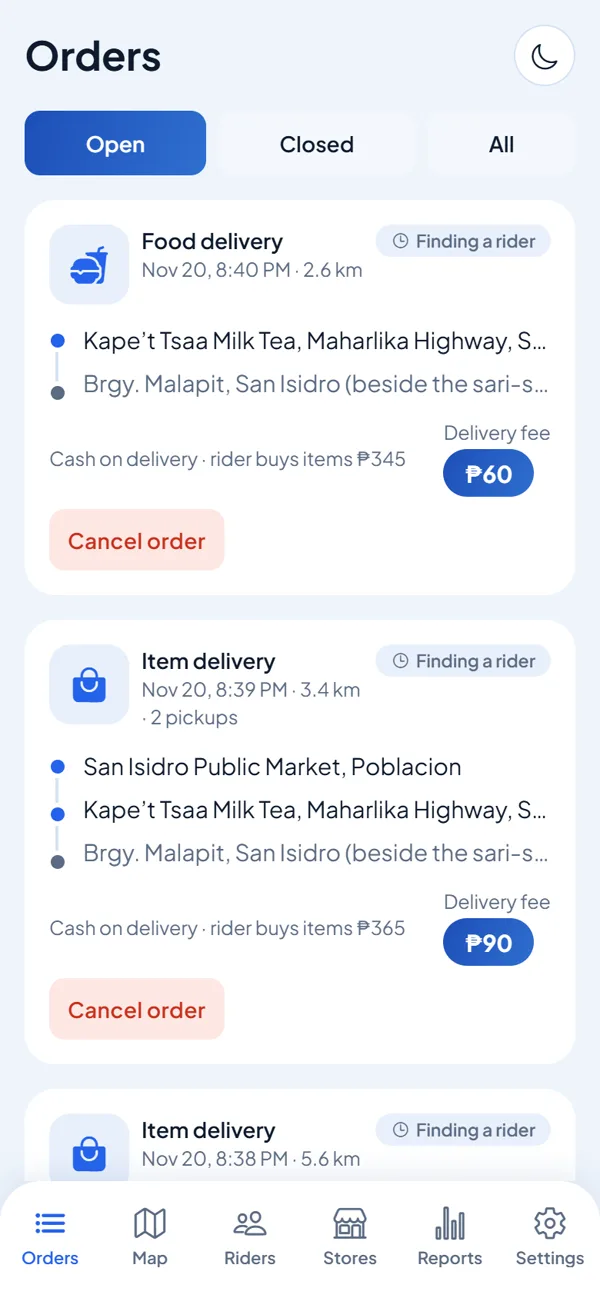 Orders
Open
Closed
All
Food delivery
Finding a rider
Nov 20, 8:40 PM · 2.6 km
Kape’t Tsaa Milk Tea, Maharlika Highway, S...
Brgy. Malapit, San Isidro (beside the sari-s...
Delivery fee
Cash on delivery · rider buys items ₱345
₱60
Cancel order
Item delivery
Finding a rider
Nov 20, 8:39 PM · 3.4 km
· 2 pickups
San Isidro Public Market, Poblacion
Kape’t Tsaa Milk Tea, Maharlika Highway, S...
Brgy. Malapit, San Isidro (beside the sari-s...
Delivery fee
Cash on delivery · rider buys items ₱365
₱90
Cancel order
Item delivery
Finding a rider
Nov 20, 8:38 PM · 5.6 km
Orders
Map
Riders
Stores
Reports
Settings